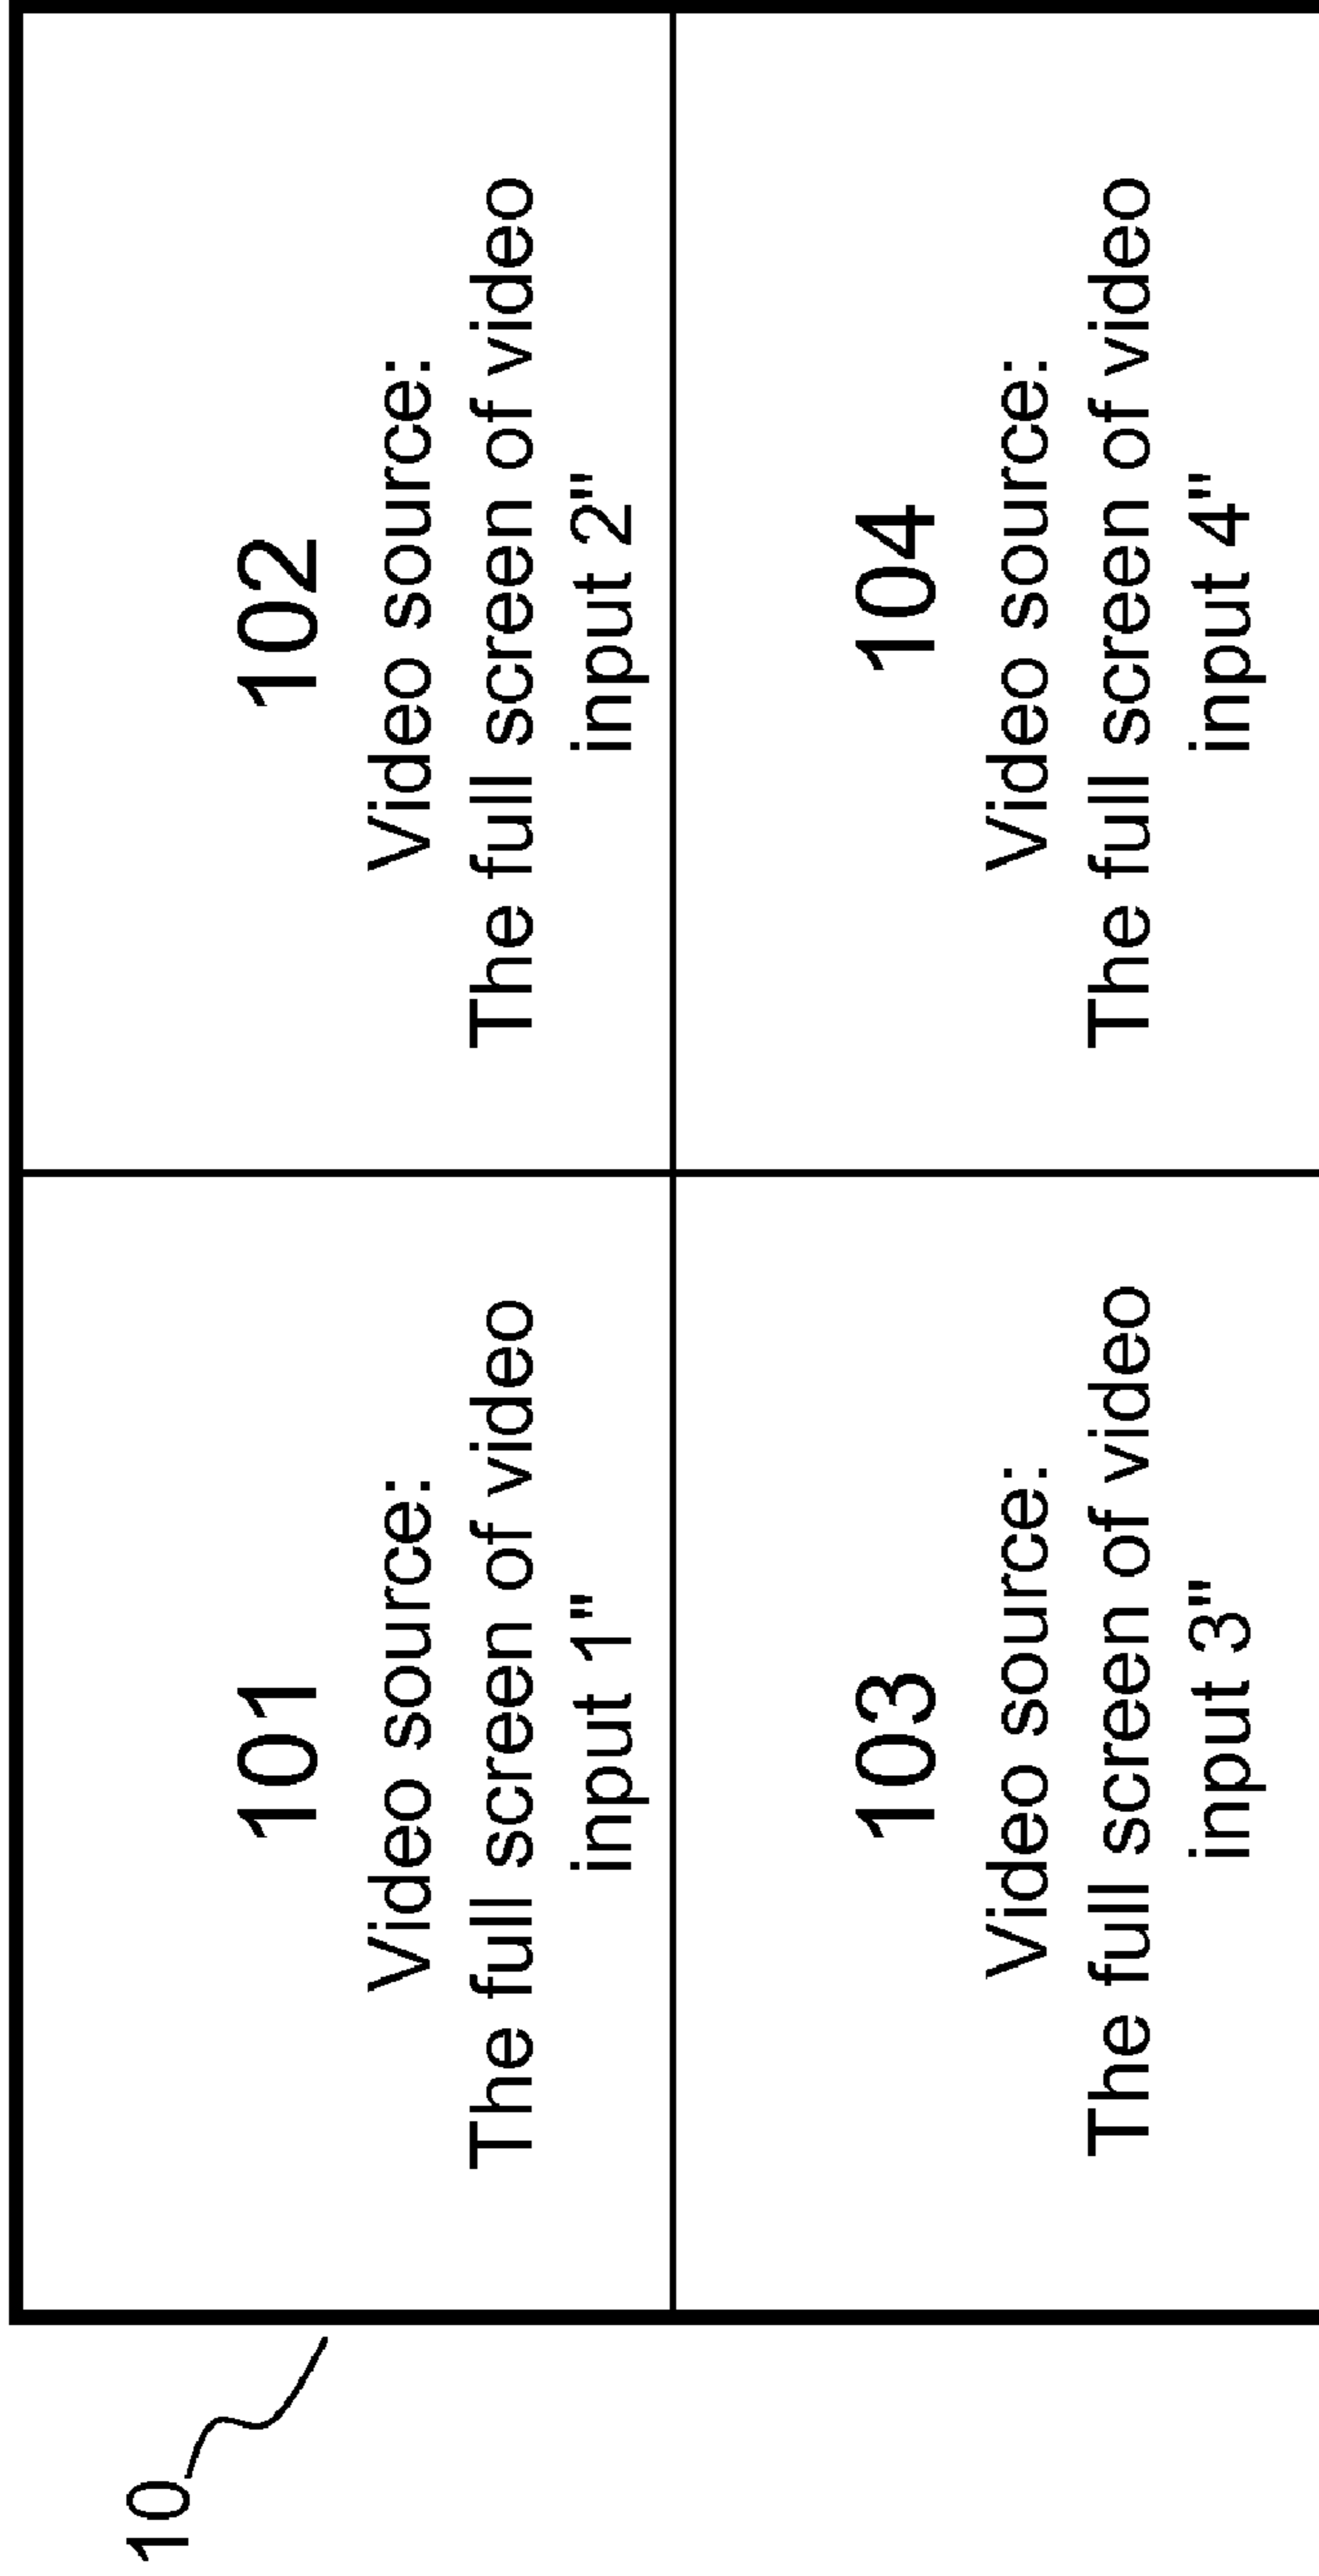 10
101
Video source:
The full screen of video
input 1"
102
Video source:
The full screen of video
input 2"
103
Video source:
The full screen of video
input 3"
104
Video source:
The full screen of video
input 4"